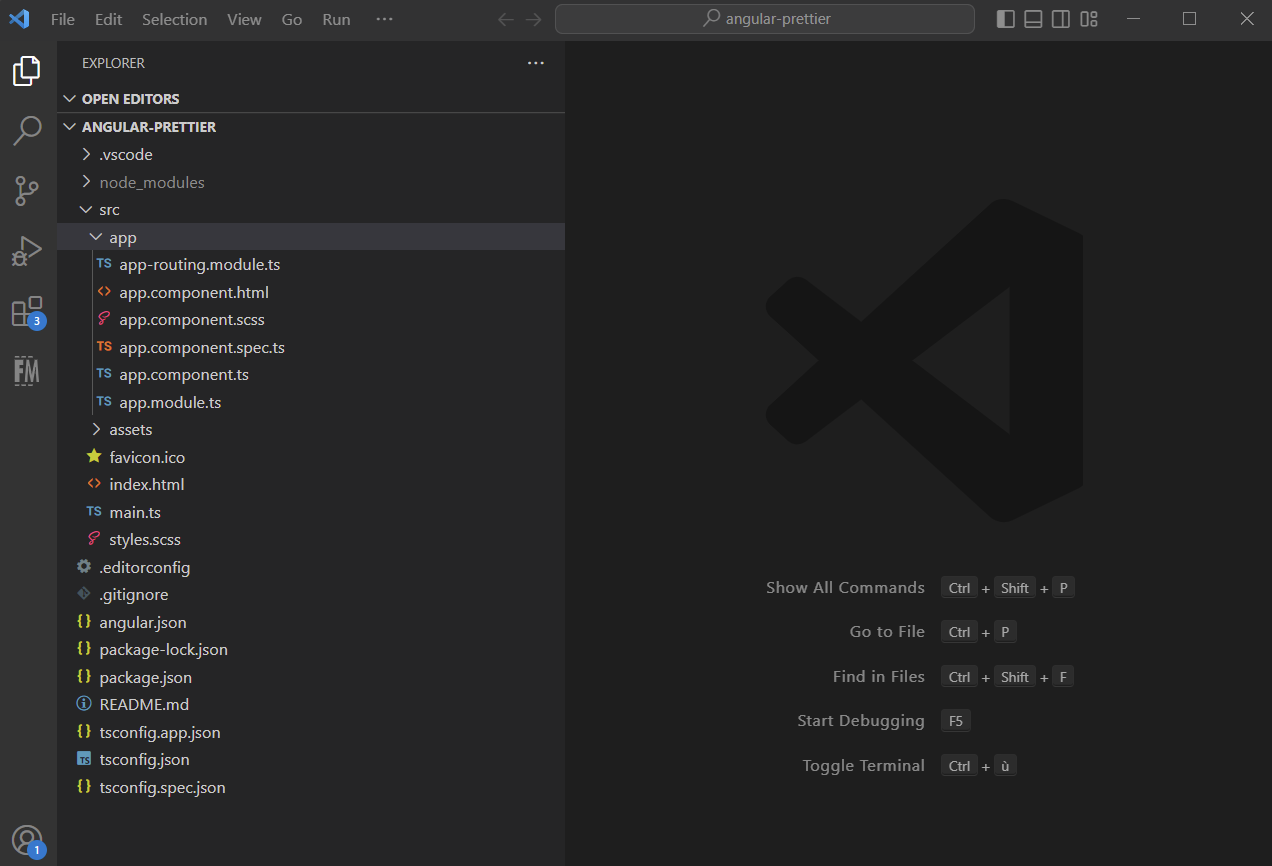 File Edit Selection View Go Run ···
angular-prettier
EXPLORER ···
OPEN EDITORS
ANGULAR-PRETTIER
.vscode
node_modules
src
app
TS app-routing.module.ts
<> app.component.html
app.component.scss
TS app.component.spec.ts
TS app.component.ts
TS app.module.ts
assets
favicon.ico
<> index.html
TS main.ts
styles.scss
.editorconfig
.gitignore
{} angular.json
{} package-lock.json
{} package.json
README.md
{} tsconfig.app.json
TS tsconfig.json
{} tsconfig.spec.json
3
FM
1
Show All Commands Ctrl + Shift + P
Go to File Ctrl + P
Find in Files Ctrl + Shift + F
Start Debugging F5
Toggle Terminal Ctrl + ù